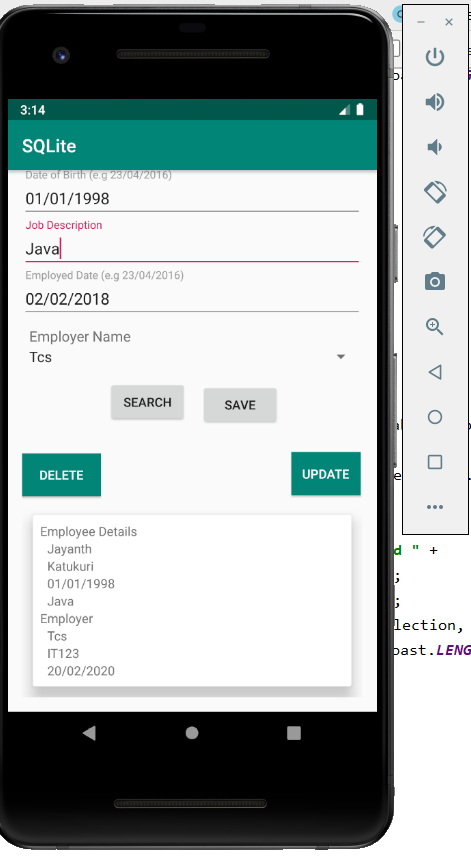 3:14
SQLite
Date of Birth (e.g 23/04/2016)
01/01/1998
Job Description
Java
Employed Date (e.g 23/04/2016)
02/02/2018
Employer Name
Tcs
SEARCH
SAVE
DELETE
UPDATE
Employee Details
Jayanth
Katukuri
01/01/1998
Java
Employer
Tcs
IT123
20/02/2020
d " +
;
;
lection,
oast.LENG